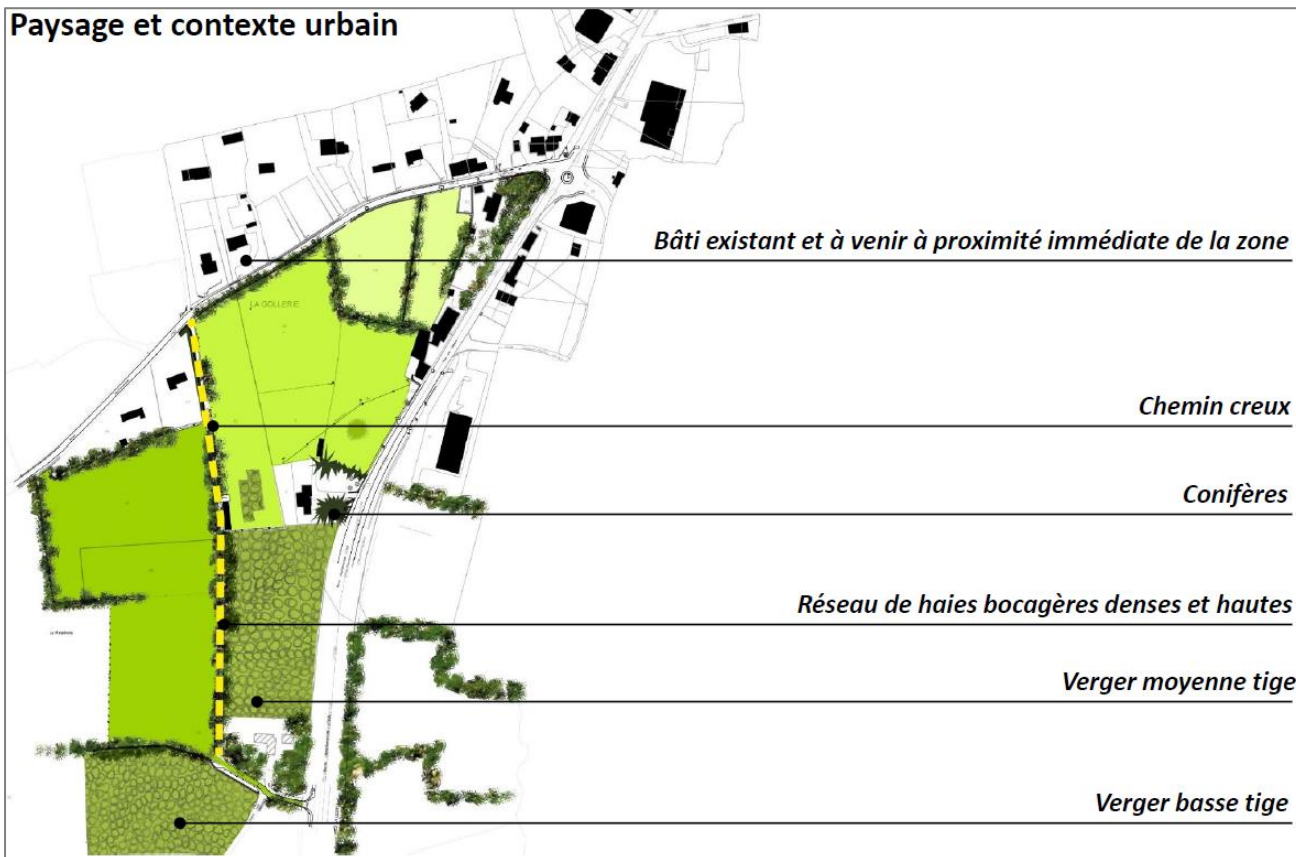 Paysage et contexte urbain
Bâti existant et à venir à proximité immédiate de la zone
LA GOLLERIE
Chemin creux
Conifères
Réseau de haies bocagères denses et hautes
Verger moyenne tige
Verger basse tige